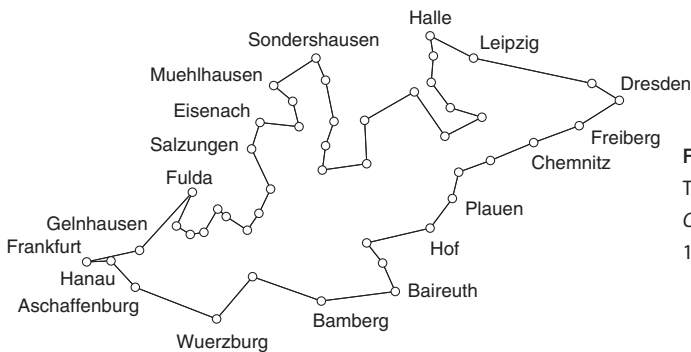 Halle
Sondershausen
Leipzig
Muehlhausen
Dresden
Eisenach
Freiberg
Salzungen
Chemnitz
Fulda
Plauen
Gelnhausen
Frankfurt
Hof
Hanau
Aschaffenburg
Baireuth
Bamberg
Wuerzburg